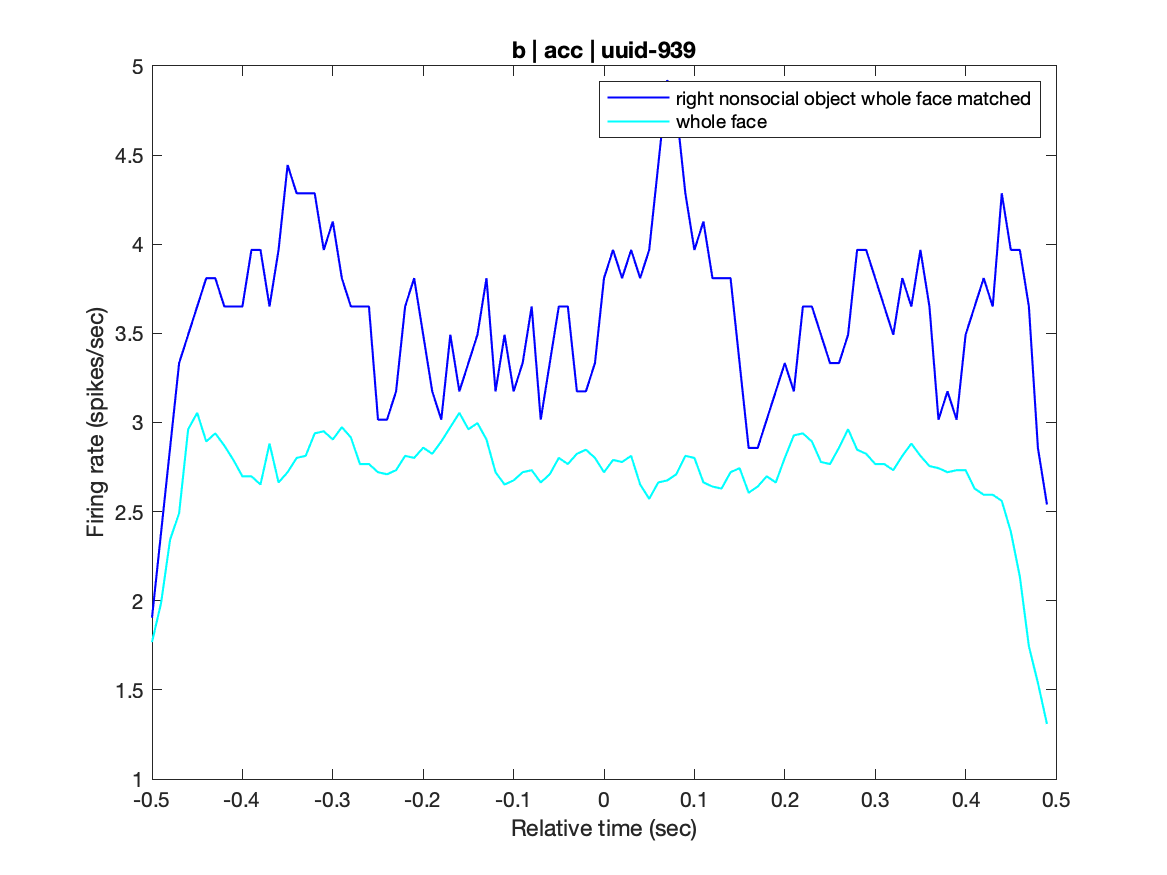 b | acc | uuid-939
right nonsocial object whole face matched
whole face
5
4.5
4
3.5
3
2.5
2
1.5
1
Firing rate (spikes/sec)
-0.5 -0.4 -0.3 -0.2 -0.1 0 0.1 0.2 0.3 0.4 0.5
Relative time (sec)